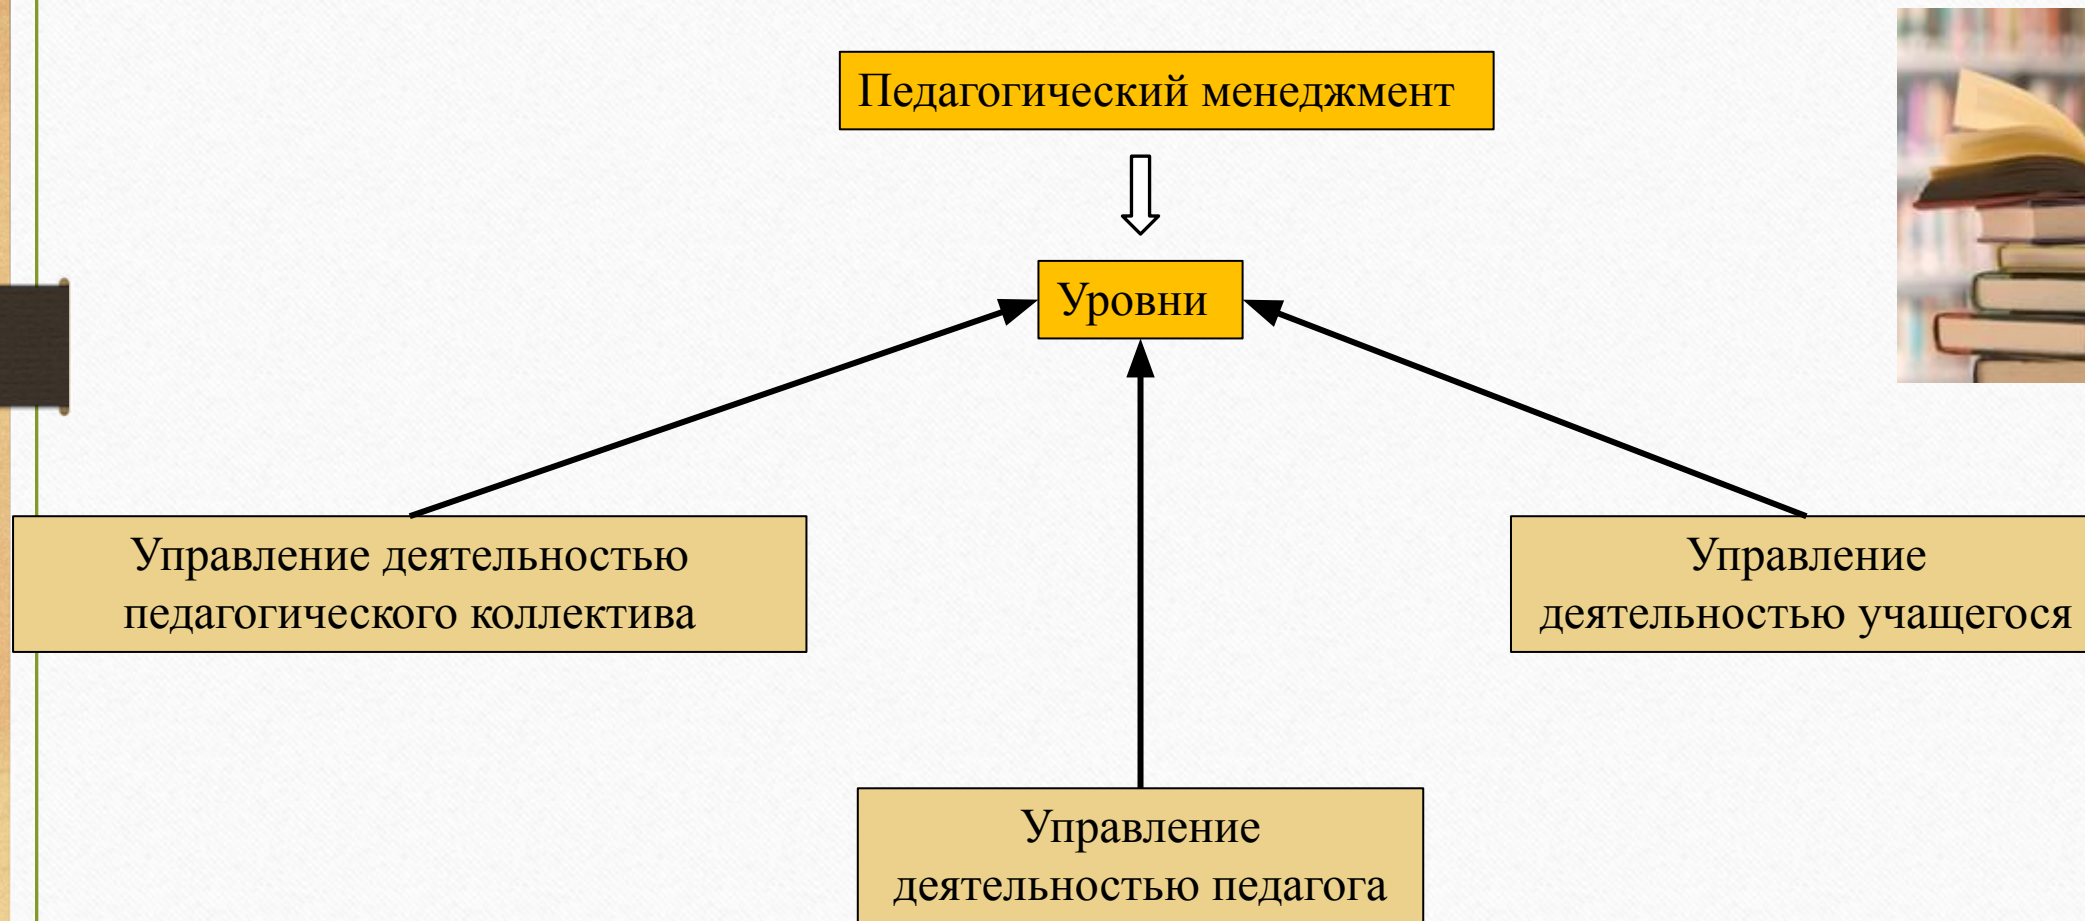 Педагогический менеджмент
Уровни
Управление деятельностью
педагогического коллектива
Управление
деятельностью учащегося
Управление
деятельностью педагога